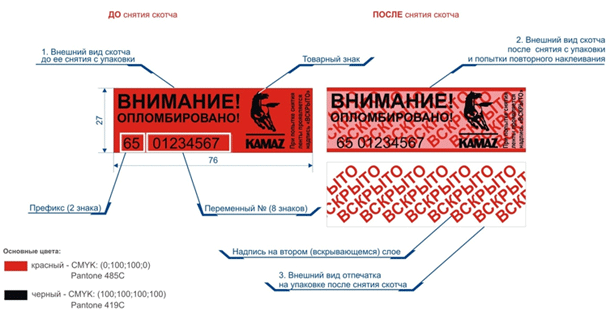 ДО снятия скотча
ПОСЛЕ снятия скотча
1. Внешний вид скотча
до ее снятия с упаковки
Товарный знак
2. Внешний вид скотча
после снятия с упаковки
и попытки повторного наклеивания
ВНИМАНИЕ!
ОПЛОМБИРОВАНО!
65 01234567
KAMAZ
При попытке снятия
ленты проявляется
надпись «ВСКРЫТО»
27
76
ВНИМАНИЕ!
ОПЛОМБИРОВАНО!
65 01234567
KAMAZ
При попытке снятия
ленты проявляется
надпись «ВСКРЫТО»
ВСКРЫТО ВСКРЫТО ВСКРЫТО ВСКРЫТО
Префикс (2 знака)
Переменный № (8 знаков)
Надпись на втором (вскрывающемся) слое
3. Внешний вид отпечатка
на упаковке после снятия скотча
Основные цвета:
красный - CMYK: (0;100;100;0)
Pantone 485C
черный - CMYK: (100;100;100;100)
Pantone 419C